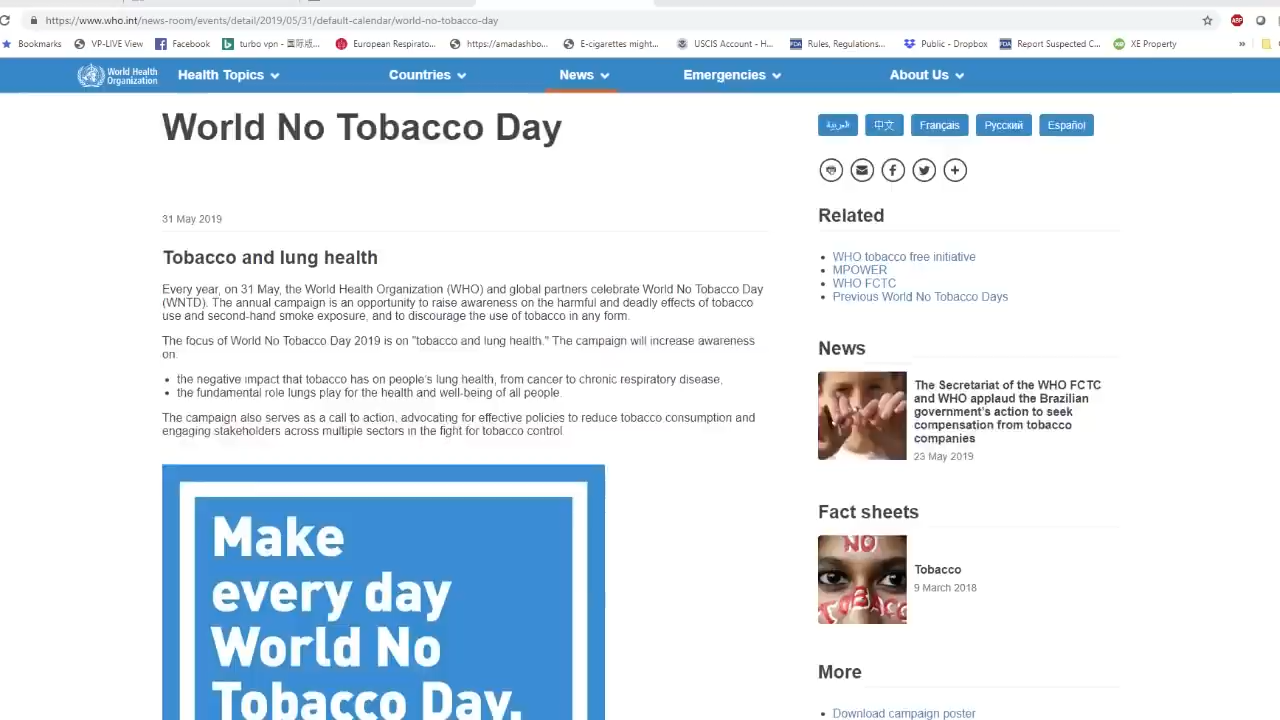 https://www.who.int/news-room/events/detail/2019/05/31/default-calendar/world-no-tobacco-day
ABP
Bookmarks VP-LIVE View Facebook turbo vpn - 国际版... European Respirato... https://amadashbo... E-cigarettes might... USCIS Account - H... Rules, Regulations... Public - Dropbox Report Suspected C... XE Property »
World Health Organization
Health Topics Countries News Emergencies About Us
World No Tobacco Day
العربية 中文 Français Русский Español
31 May 2019
Tobacco and lung health
Every year, on 31 May, the World Health Organization (WHO) and global partners celebrate World No Tobacco Day
(WNTD). The annual campaign is an opportunity to raise awareness on the harmful and deadly effects of tobacco
use and second-hand smoke exposure, and to discourage the use of tobacco in any form.
The focus of World No Tobacco Day 2019 is on "tobacco and lung health." The campaign will increase awareness
on:
• the negative impact that tobacco has on people's lung health, from cancer to chronic respiratory disease,
• the fundamental role lungs play for the health and well-being of all people.
The campaign also serves as a call to action, advocating for effective policies to reduce tobacco consumption and
engaging stakeholders across multiple sectors in the fight for tobacco control
Make
every day
World No
Tobacco Day.
Related
• WHO tobacco free initiative
• MPOWER
• WHO FCTC
• Previous World No Tobacco Days
News
The Secretariat of the WHO FCTC
and WHO applaud the Brazilian
government's action to seek
compensation from tobacco
companies
23 May 2019
Fact sheets
NO
TOBACC
Tobacco
9 March 2018
More
• Download campaign poster